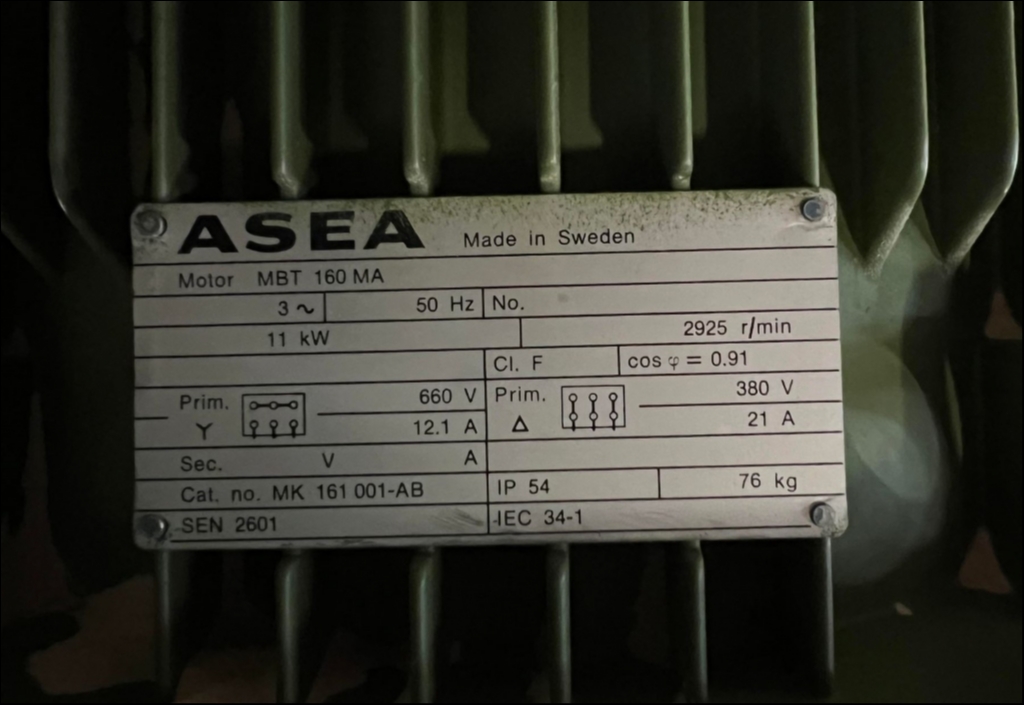 ASEA Made in Sweden
Motor MBT 160 MA
3 ~ 50 Hz No.
11 kW 2925 r/min
Cl. F cos φ = 0.91
Prim. 660 V Prim. 380 V
Y 12.1 A Δ 21 A
Sec. V A
Cat. no. MK 161 001-AB IP 54 76 kg
SEN 2601 IEC 34-1